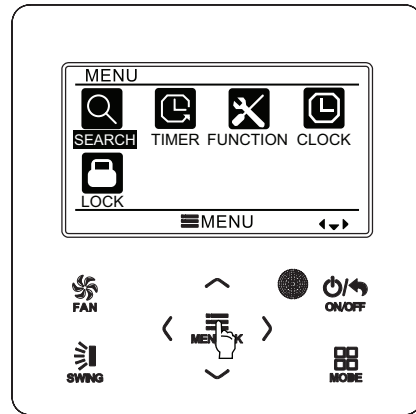 MENU
SEARCH TIMER FUNCTION CLOCK
LOCK
MENU
FAN
ON/OFF
SWING
MODE